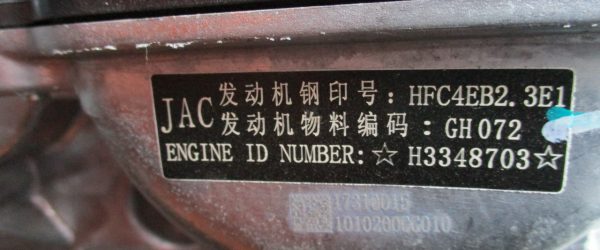 JAC
发动机钢印号: HFC4EB2.3E1
发动机物料编码: GH072
ENGINE ID NUMBER: ☆ H3348703☆